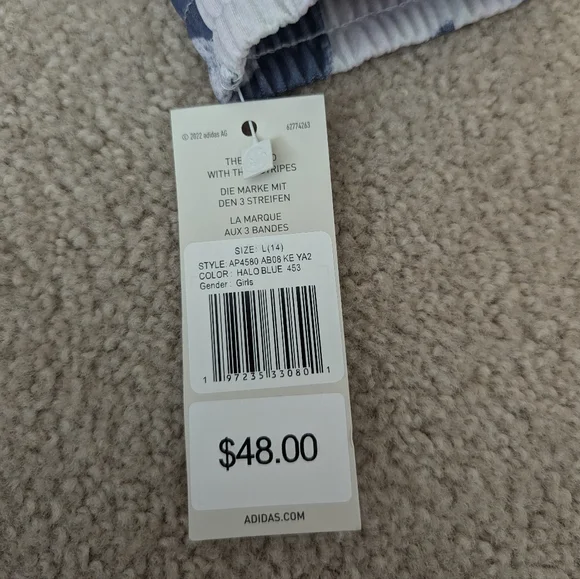 © 2022 adidas AG
67774263
THE
WITH THE STRIPES
DIE MARKE MIT
DEN 3 STREIFEN
LA MARQUE
AUX 3 BANDES
SIZE: L(14)
STYLE: AP4580 AB08 KE YA2
COLOR : HALO BLUE 453
Gender : Girls
1 97235 33080 1
$48.00
ADIDAS.COM